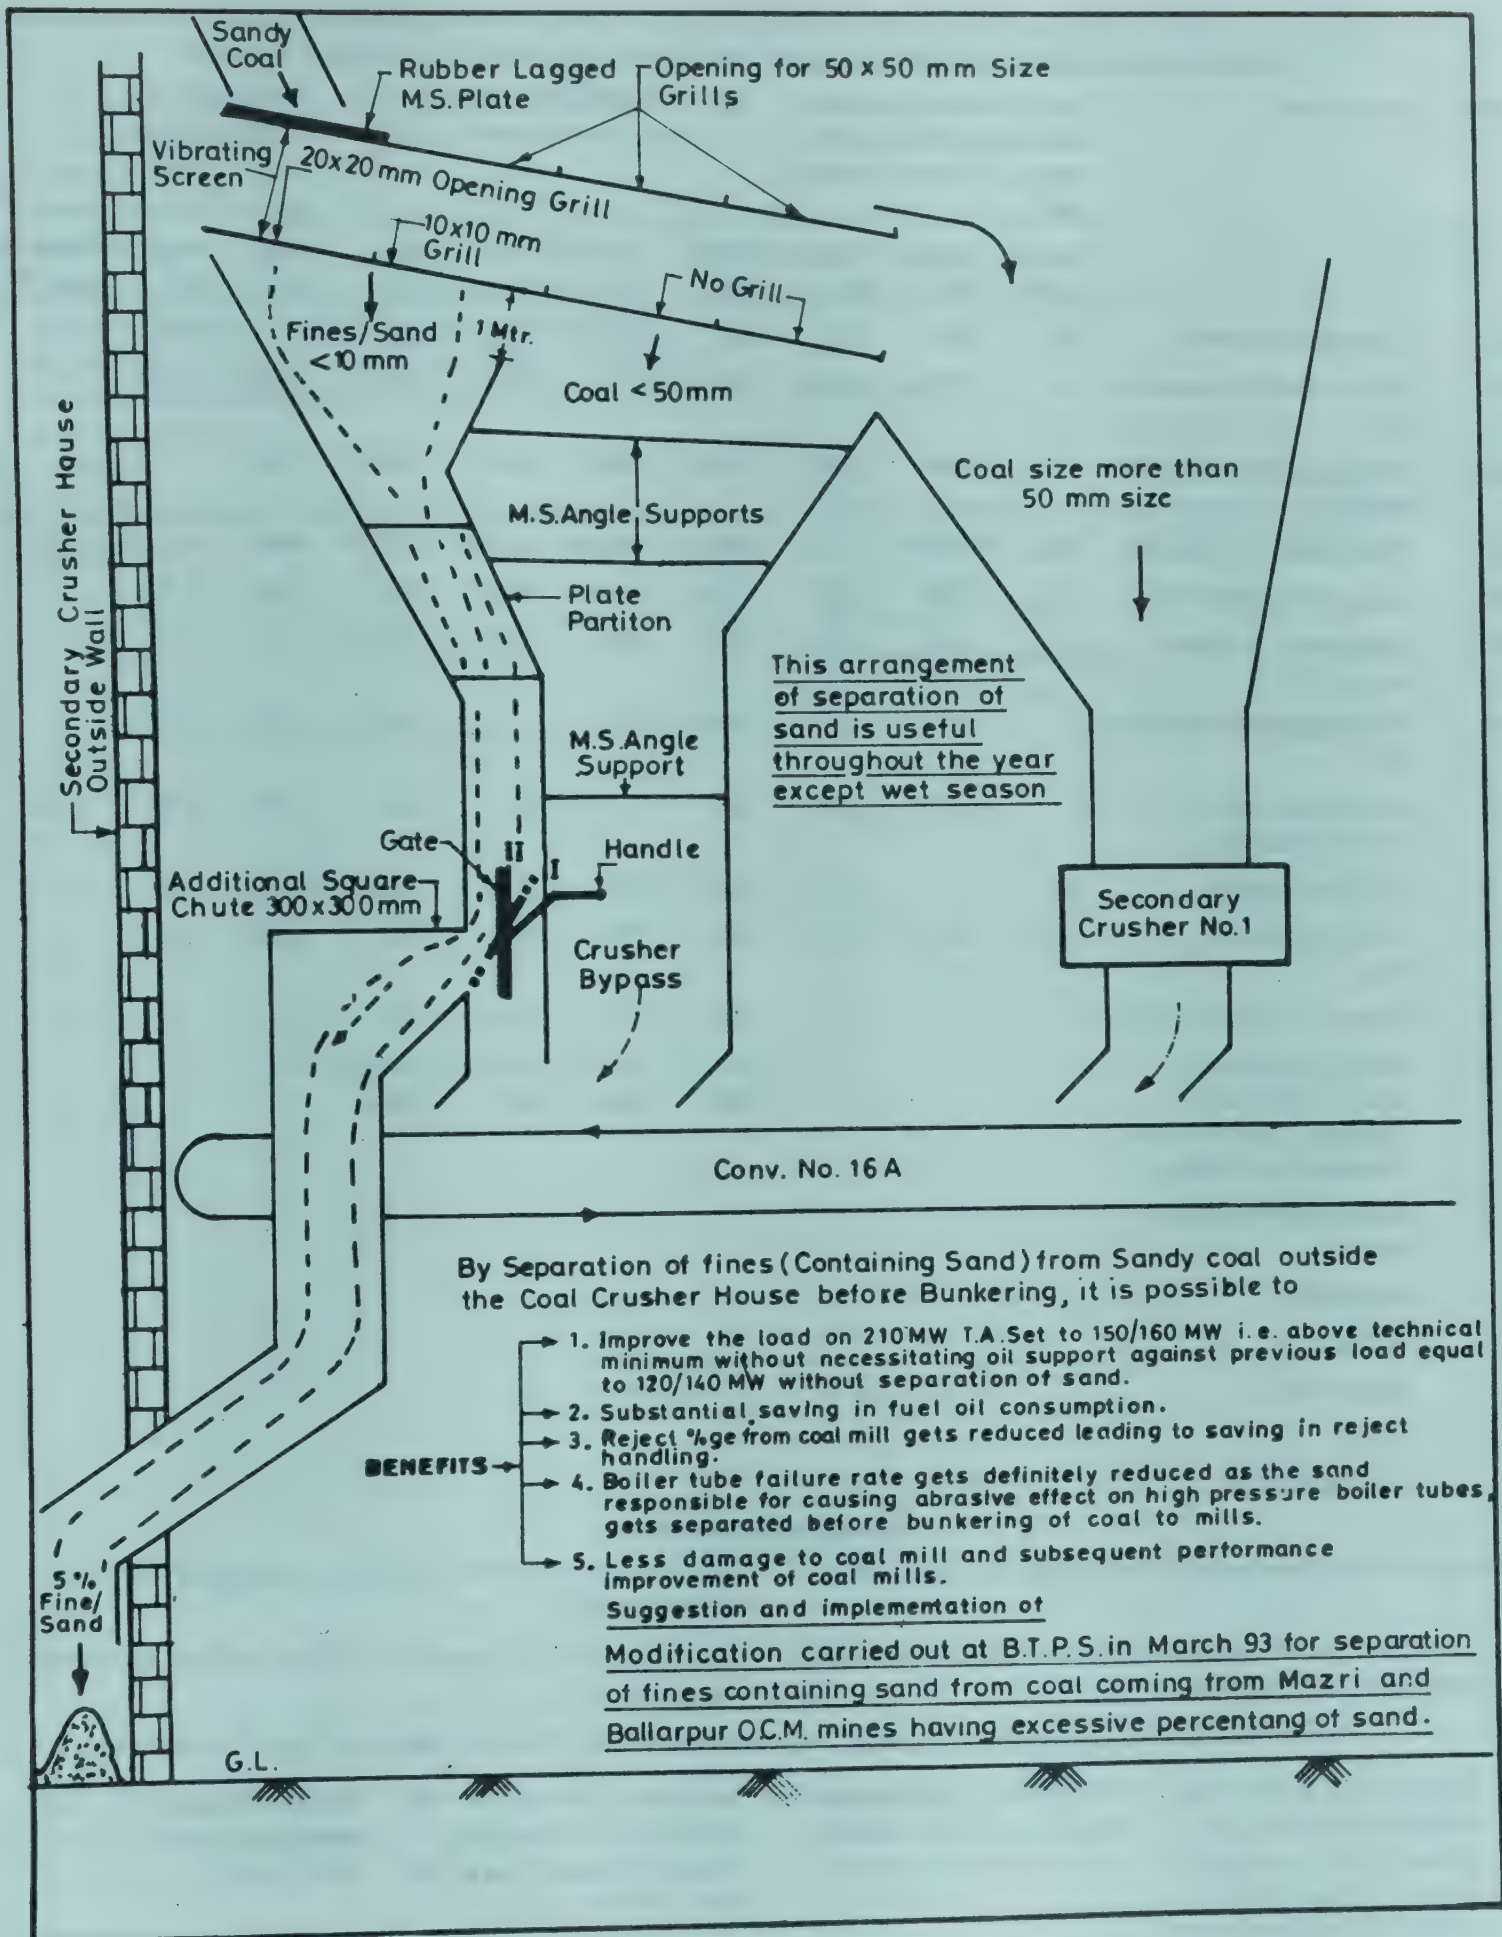 Sandy
Coal
Rubber Lagged
M.S. Plate
Opening for 50 x 50 mm Size
Grills
Vibrating
Screen
20x20 mm Opening Grill
10x10 mm
Grill
No Grill
Fines/Sand
<10 mm
1 Mtr.
Coal < 50mm
Secondary Crusher Hause
Outside Wall
M.S. Angle Supports
Coal size more than
50 mm size
Plate
Partiton
This arrangement
of separation of
sand is useful
throughout the year
except wet season
M.S. Angle
Support
Gate
II
I
Handle
Additional Square
Chute 300x300mm
Crusher
Bypass
Secondary
Crusher No.1
Conv. No. 16 A
By Separation of fines (Containing Sand) from Sandy coal outside
the Coal Crusher House before Bunkering, it is possible to
BENEFITS
1. Improve the load on 210 MW T.A. Set to 150/160 MW i.e. above technical
minimum without necessitating oil support against previous load equal
to 120/140 MW without separation of sand.
2. Substantial saving in fuel oil consumption.
3. Reject %ge from coal mill gets reduced leading to saving in reject
handling.
4. Boiler tube failure rate gets definitely reduced as the sand
responsible for causing abrasive effect on high pressure boiler tubes,
gets separated before bunkering of coal to mills.
5. Less damage to coal mill and subsequent performance
improvement of coal mills.
5 %
Fine/
Sand
Suggestion and implementation of
Modification carried out at B.T.P.S. in March 93 for separation
of fines containing sand from coal coming from Mazri and
Ballarpur O.C.M. mines having excessive percentang of sand.
G.L.